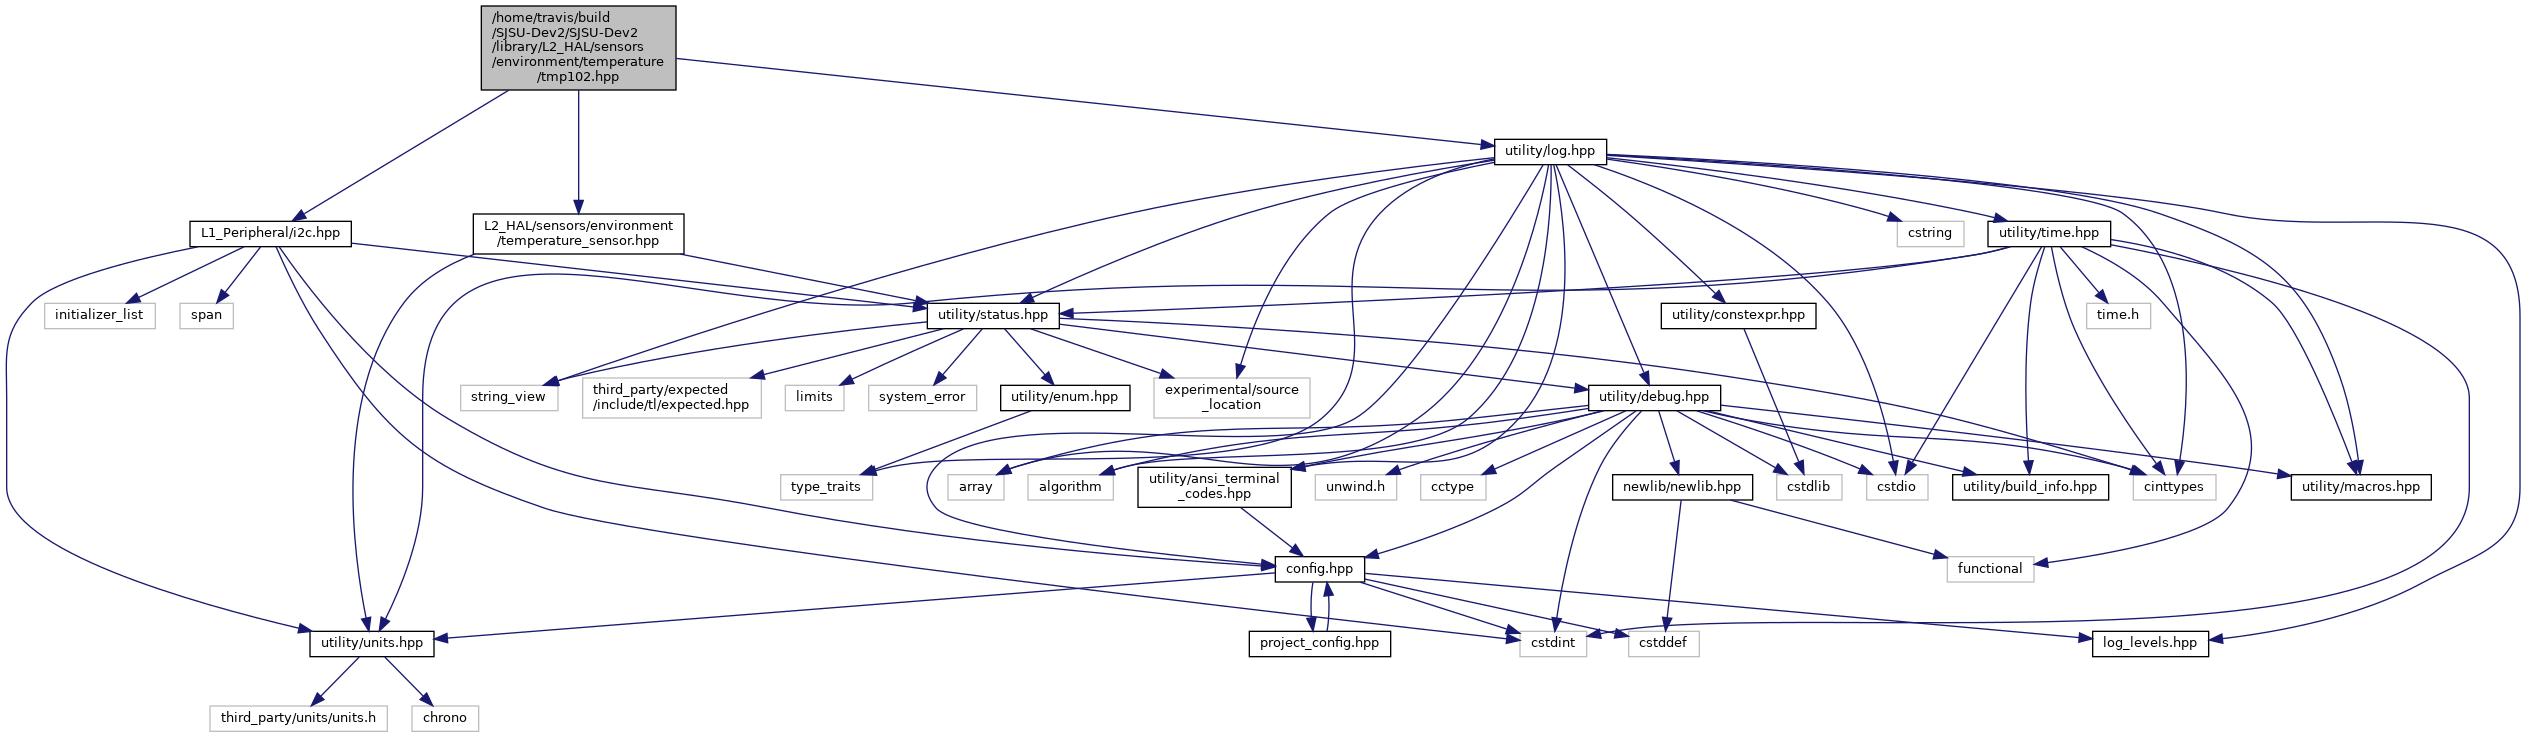 /home/travis/build
/SJSU-Dev2/SJSU-Dev2
/library/L2_HAL/sensors
/environment/temperature
/tmp102.hpp
utility/log.hpp
L1_Peripheral/i2c.hpp
L2_HAL/sensors/environment
/temperature_sensor.hpp
cstring
utility/time.hpp
initializer_list
span
utility/status.hpp
utility/constexpr.hpp
time.h
string_view
third_party/expected
/include/tl/expected.hpp
limits
system_error
utility/enum.hpp
experimental/source
_location
utility/debug.hpp
type_traits
array
algorithm
utility/ansi_terminal
_codes.hpp
unwind.h
cctype
newlib/newlib.hpp
cstdlib
cstdio
utility/build_info.hpp
cinttypes
utility/macros.hpp
config.hpp
functional
utility/units.hpp
project_config.hpp
cstdint
cstddef
log_levels.hpp
third_party/units/units.h
chrono